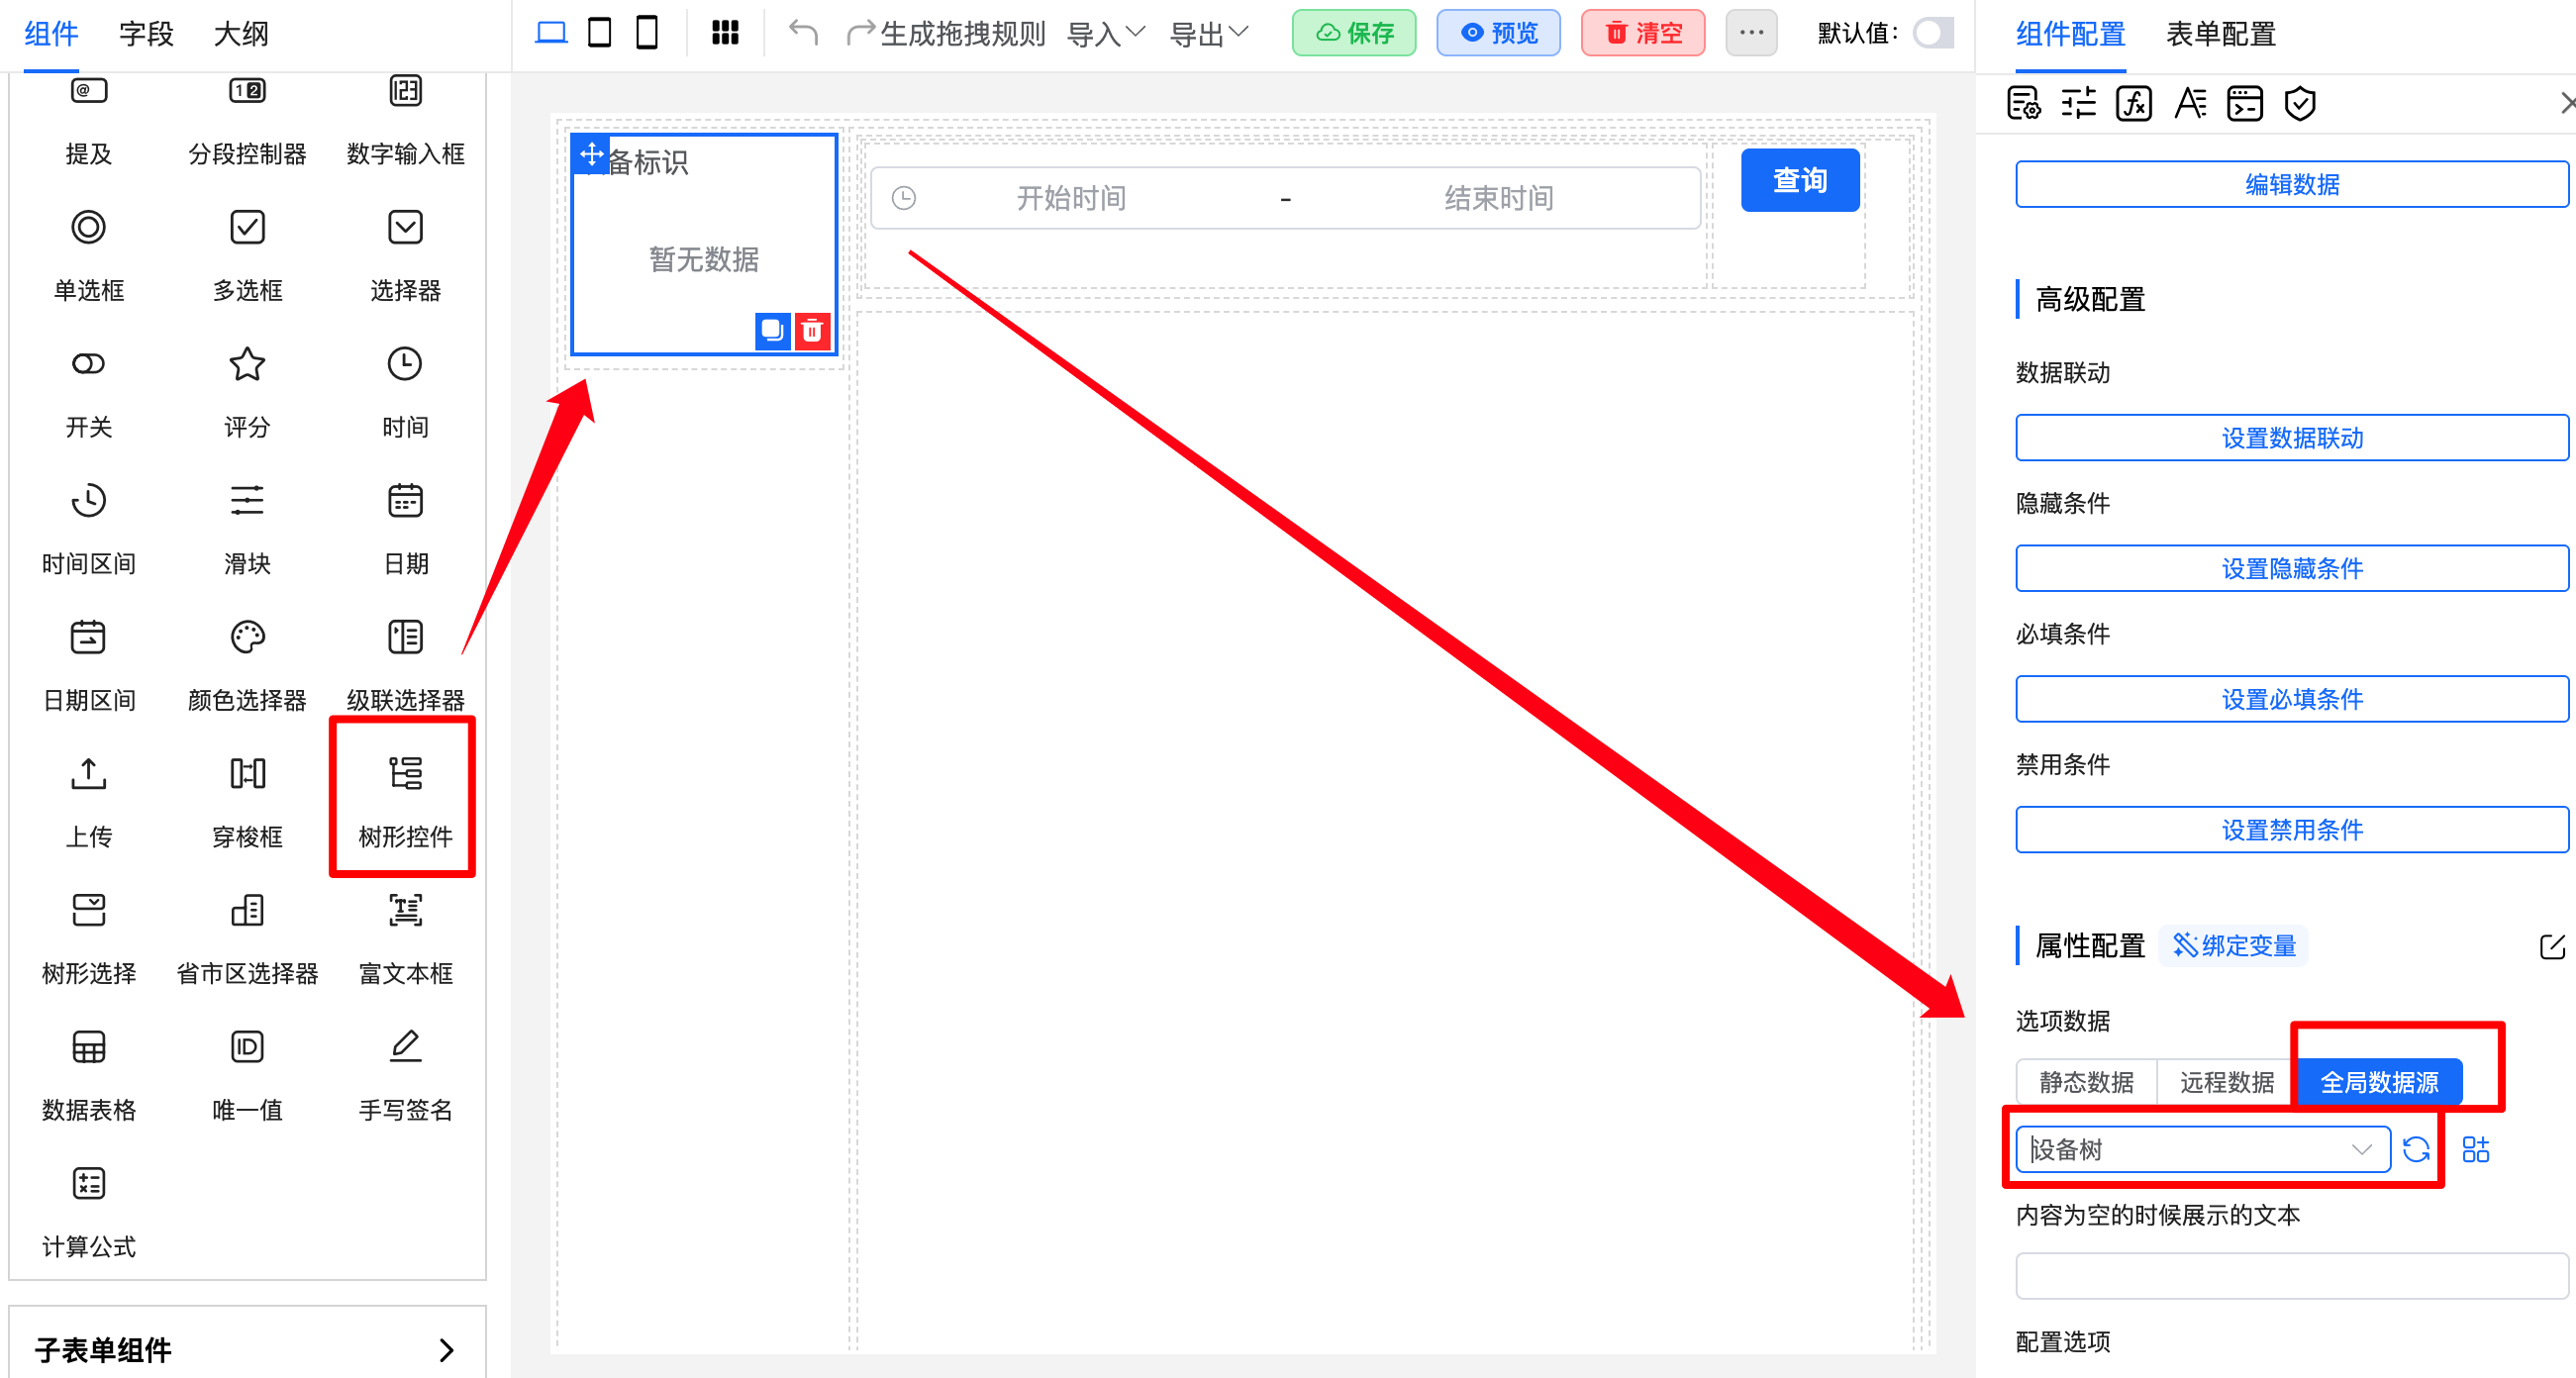 组件 字段 大纲
生成拖拽规则 导入 导出 保存 预览 清空 ... 默认值：
组件配置 表单配置
提及 分段控制器 数字输入框
单选框 多选框 选择器
开关 评分 时间
时间区间 滑块 日期
日期区间 颜色选择器 级联选择器
上传 穿梭框 树形控件
树形选择 省市区选择器 富文本框
数据表格 唯一值 手写签名
计算公式
子表单组件
备标识
暂无数据
开始时间 - 结束时间
查询
编辑数据
高级配置
数据联动
设置数据联动
隐藏条件
设置隐藏条件
必填条件
设置必填条件
禁用条件
设置禁用条件
属性配置 绑定变量
选项数据
静态数据 远程数据 全局数据源
设备树
内容为空的时候展示的文本
配置选项